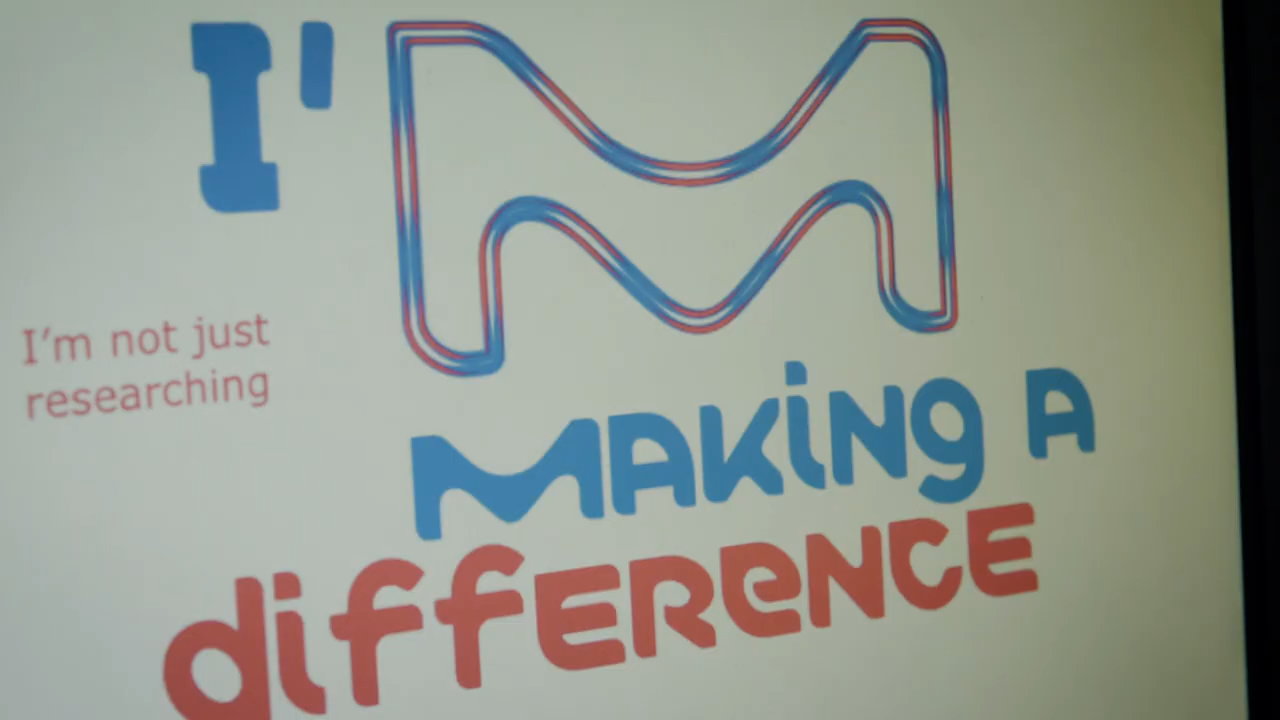 I'M
I'm not just
researching
MAKiNg A
diffERENCE